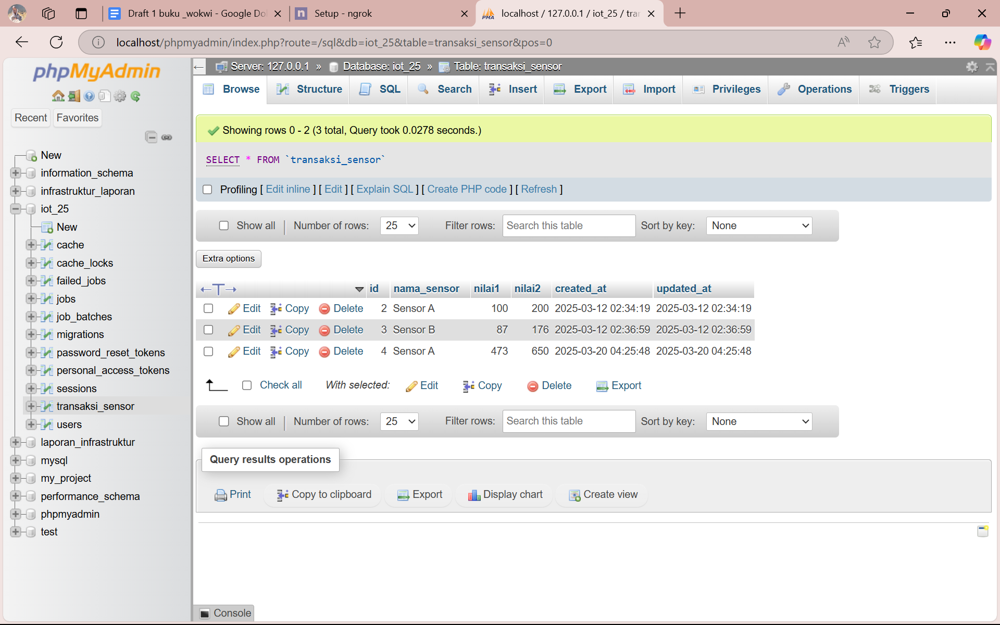 Draft 1 buku _wokwi - Google Do
Setup - ngrok
localhost / 127.0.0.1 / iot_25 / tran
localhost/phpmyadmin/index.php?route=/sql&db=iot_25&table=transaksi_sensor&pos=0
phpMyAdmin
Recent
Favorites
New
information_schema
infrastruktur_laporan
iot_25
New
cache
cache_locks
failed_jobs
jobs
job_batches
migrations
password_reset_tokens
personal_access_tokens
sessions
transaksi_sensor
users
laporan_infrastruktur
mysql
my_project
performance_schema
phpmyadmin
test
Server: 127.0.0.1 » Database: iot_25 » Table: transaksi_sensor
Browse Structure SQL Search Insert Export Import Privileges Operations Triggers
Showing rows 0 - 2 (3 total, Query took 0.0278 seconds.)
SELECT * FROM `transaksi_sensor`
Profiling [ Edit inline ] [ Edit ] [ Explain SQL ] [ Create PHP code ] [ Refresh ]
Show all | Number of rows: 25 Filter rows: Search this table Sort by key: None
Extra options
←T→ id nama_sensor nilai1 nilai2 created_at updated_at
Edit Copy Delete 2 Sensor A 100 200 2025-03-12 02:34:19 2025-03-12 02:34:19
Edit Copy Delete 3 Sensor B 87 176 2025-03-12 02:36:59 2025-03-12 02:36:59
Edit Copy Delete 4 Sensor A 473 650 2025-03-20 04:25:48 2025-03-20 04:25:48
Check all With selected: Edit Copy Delete Export
Show all | Number of rows: 25 Filter rows: Search this table Sort by key: None
Query results operations
Print Copy to clipboard Export Display chart Create view
Console